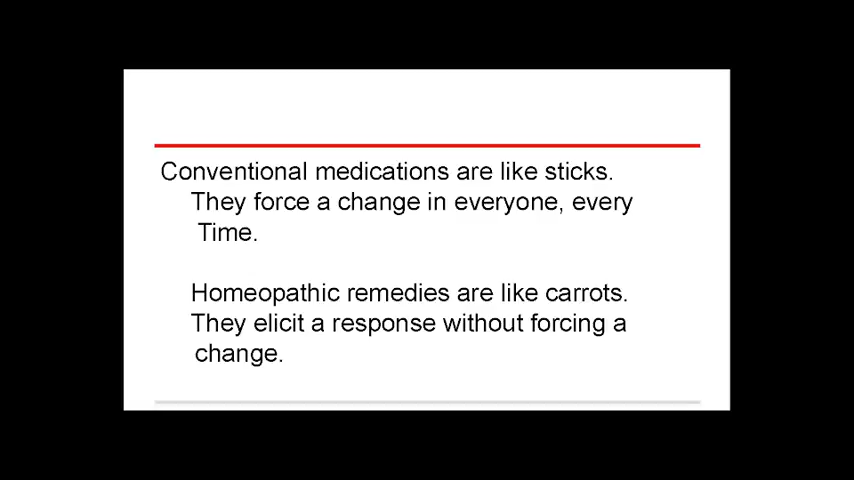 Conventional medications are like sticks.
They force a change in everyone, every
Time.
Homeopathic remedies are like carrots.
They elicit a response without forcing a
change.